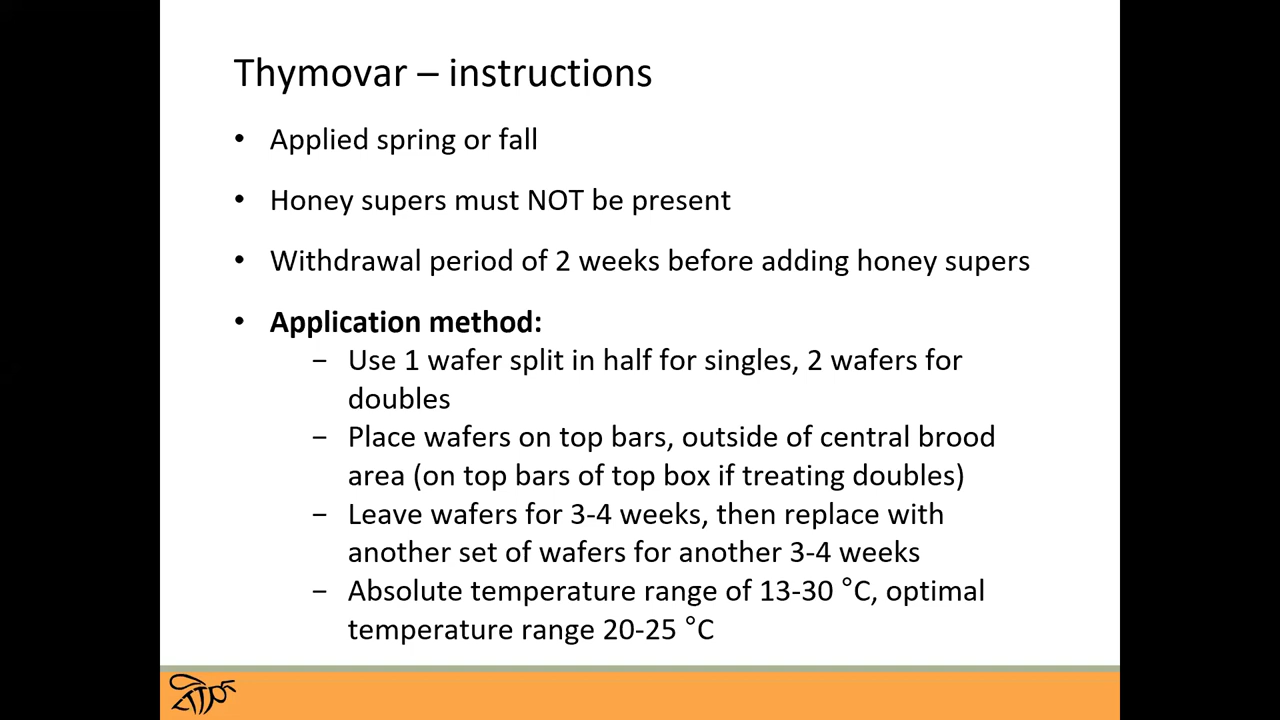 Thymovar – instructions
• Applied spring or fall
• Honey supers must NOT be present
• Withdrawal period of 2 weeks before adding honey supers
• Application method:
– Use 1 wafer split in half for singles, 2 wafers for
doubles
– Place wafers on top bars, outside of central brood
area (on top bars of top box if treating doubles)
– Leave wafers for 3-4 weeks, then replace with
another set of wafers for another 3-4 weeks
– Absolute temperature range of 13-30 °C, optimal
temperature range 20-25 °C